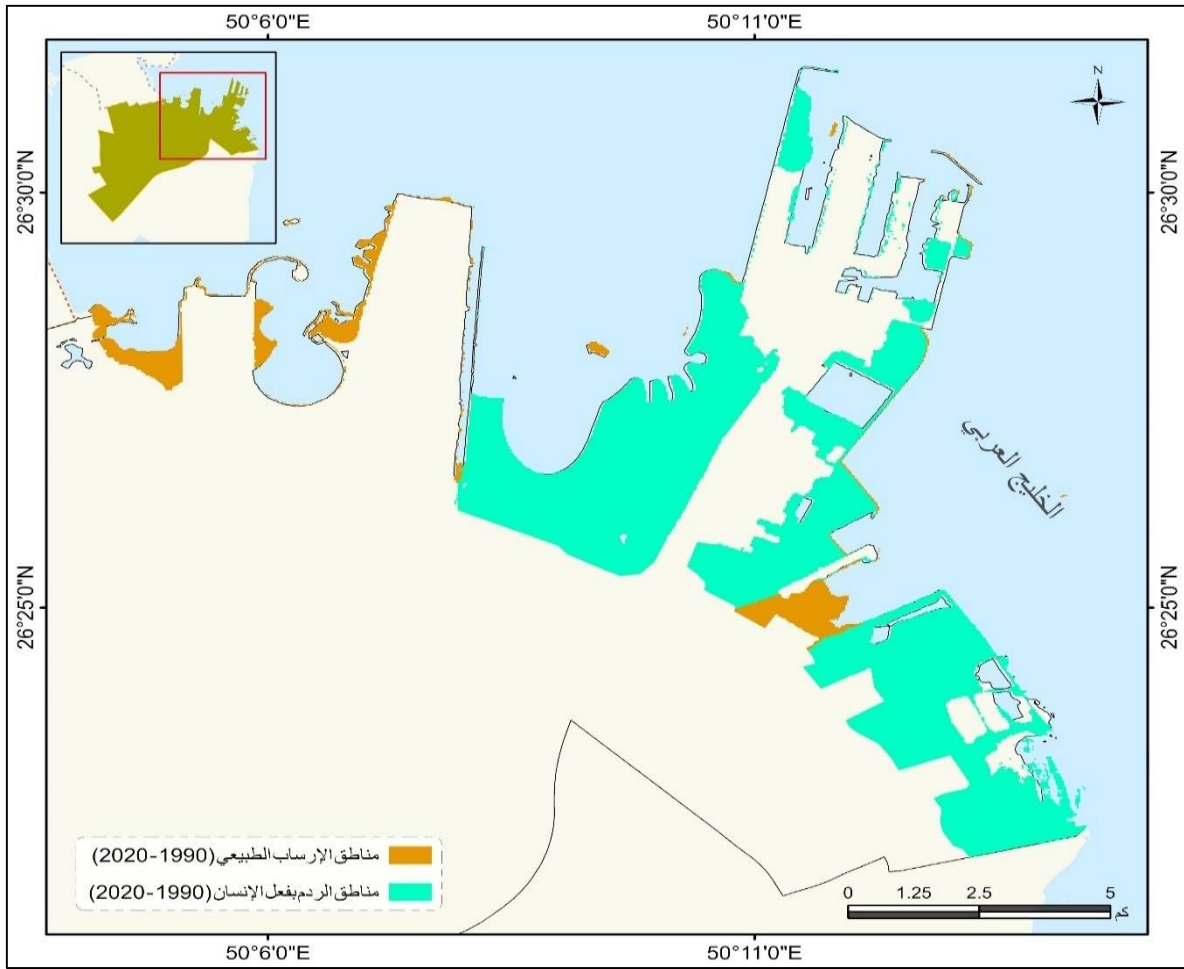 50°6'0"E
50°11'0"E
N
26°30'0"N
26°30'0"N
الخليج العربي
26°25'0"N
26°25'0"N
مناطق الإرساب الطبيعي (1990-2020)
مناطق الردم بفعل الإنسان (1990-2020)
0 1.25 2.5 5
كم
50°6'0"E
50°11'0"E